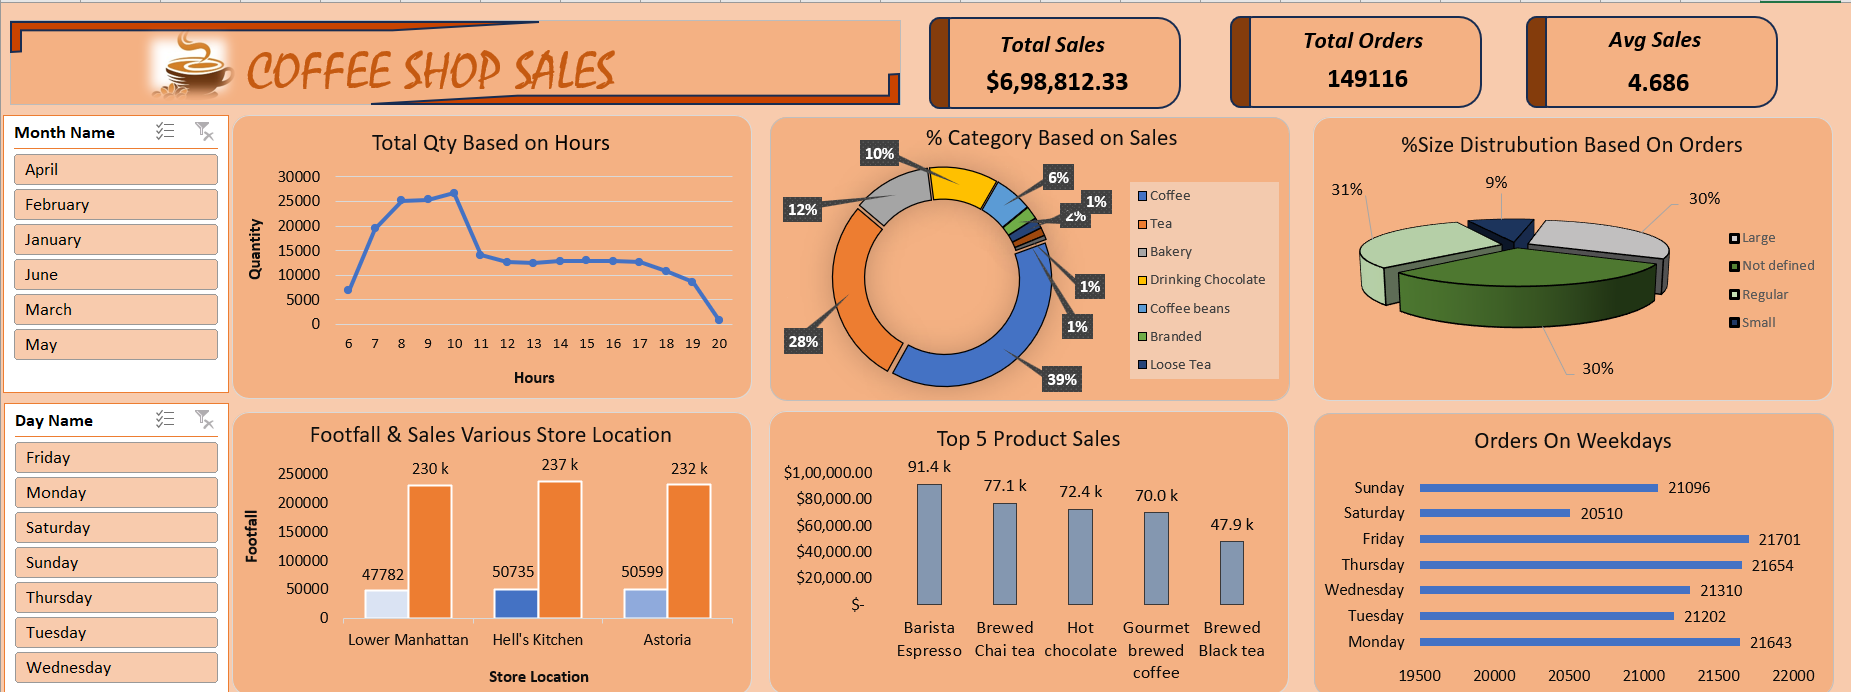 COFFEE SHOP SALES
Total Sales
$6,98,812.33
Total Orders
149116
Avg Sales
4.686
Month Name
April
February
January
June
March
May
Day Name
Friday
Monday
Saturday
Sunday
Thursday
Tuesday
Wednesday
Total Qty Based on Hours
Quantity
30000
25000
20000
15000
10000
5000
0
6 7 8 9 10 11 12 13 14 15 16 17 18 19 20
Hours
% Category Based on Sales
10%
6%
1%
2%
12%
1%
1%
28%
39%
Coffee
Tea
Bakery
Drinking Chocolate
Coffee beans
Branded
Loose Tea
%Size Distrubution Based On Orders
31%
9%
30%
30%
Large
Not defined
Regular
Small
Footfall & Sales Various Store Location
Footfall
250000
200000
150000
100000
50000
0
230 k
237 k
232 k
47782
50735
50599
Lower Manhattan
Hell's Kitchen
Astoria
Store Location
Top 5 Product Sales
$1,00,000.00
$80,000.00
$60,000.00
$40,000.00
$20,000.00
$-
91.4 k
77.1 k
72.4 k
70.0 k
47.9 k
Barista
Espresso
Brewed
Chai tea
Hot
chocolate
Gourmet
brewed
coffee
Brewed
Black tea
Orders On Weekdays
Sunday 21096
Saturday 20510
Friday 21701
Thursday 21654
Wednesday 21310
Tuesday 21202
Monday 21643
19500 20000 20500 21000 21500 22000